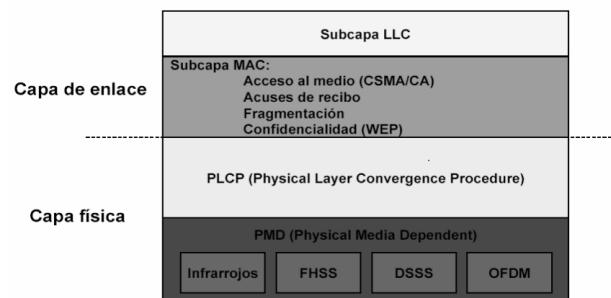 Subcapa LLC
Capa de enlace
Subcapa MAC:
Acceso al medio (CSMA/CA)
Acuses de recibo
Fragmentación
Confidencialidad (WEP)
Capa física
PLCP (Physical Layer Convergence Procedure)
PMD (Physical Media Dependent)
Infrarrojos
FHSS
DSSS
OFDM